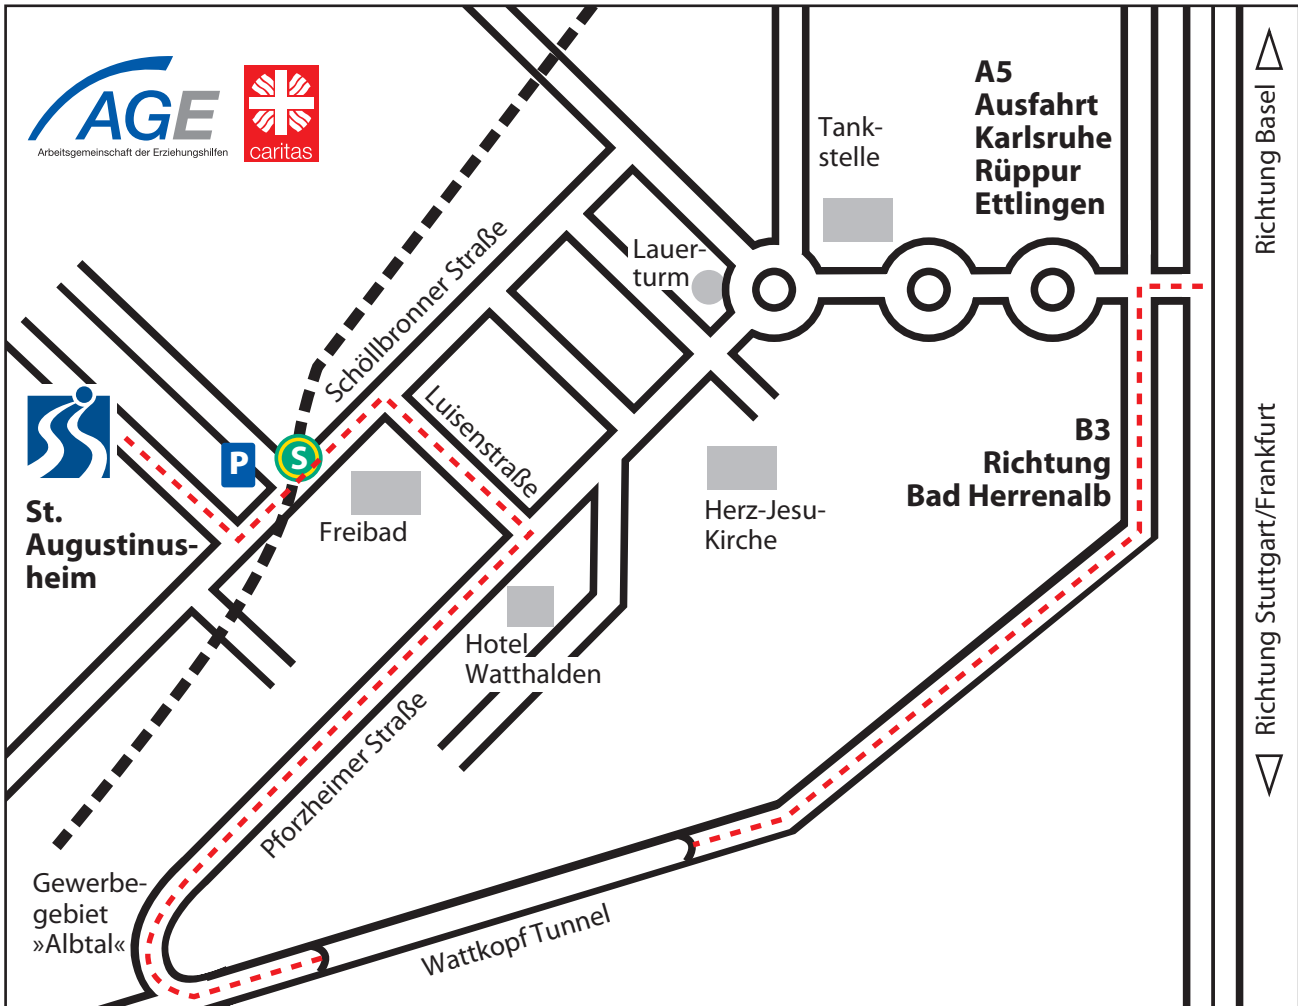 AGE
Arbeitsgemeinschaft der Erziehungshilfen
caritas
A5
Ausfahrt
Karlsruhe
Rüppur
Ettlingen
Richtung Basel
Tank-
stelle
Lauer-
turm
Schöllbronner Straße
Luisenstraße
P
S
St.
Augustinus-
heim
Freibad
Herz-Jesu-
Kirche
B3
Richtung
Bad Herrenalb
Richtung Stuttgart/Frankfurt
Hotel
Watthalden
Pforzheimer Straße
Gewerbe-
gebiet
»Albtal«
Wattkopf Tunnel